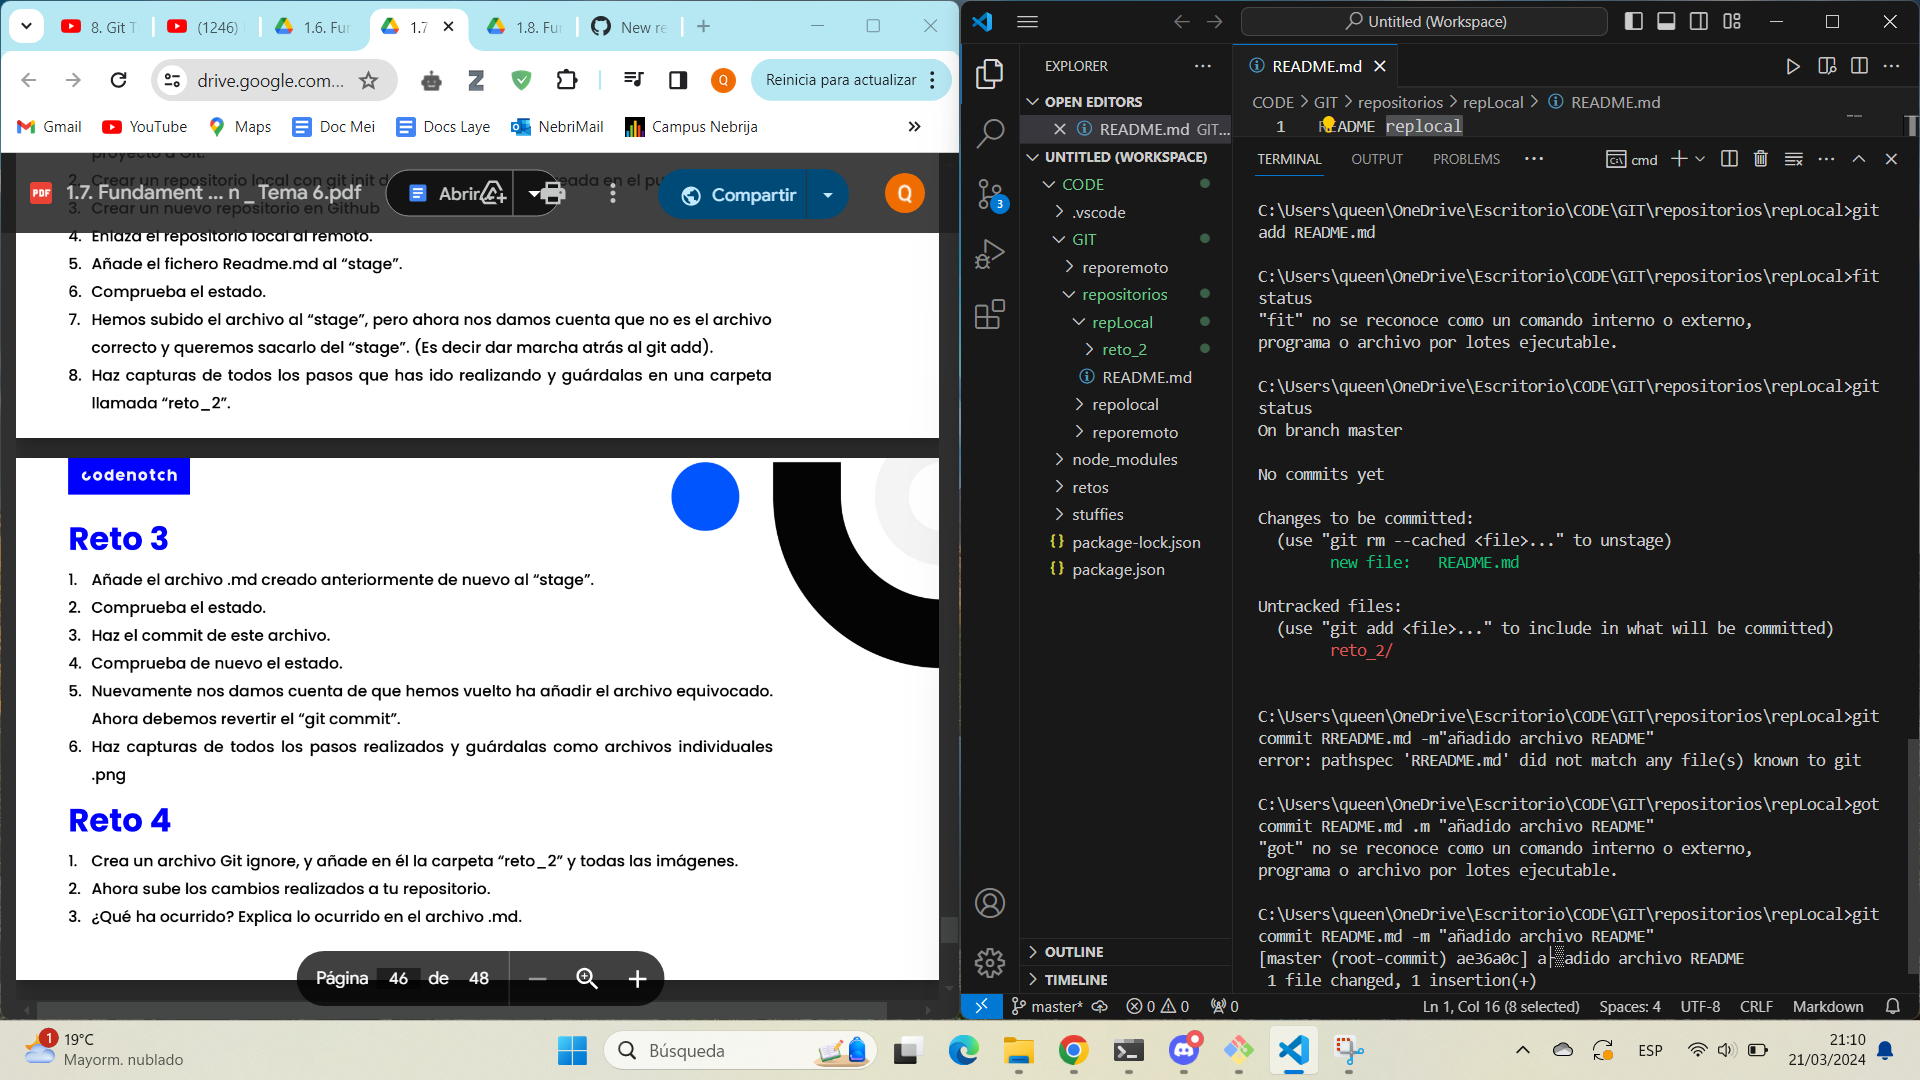 8. Git T
(1246)
1.6. Fur
1.7
1.8. Fur
New re
drive.google.com...
Reinicia para actualizar
Gmail
YouTube
Maps
Doc Mei
Docs Laye
NebriMail
Campus Nebrija
proyecto a Git.
1.7. Fundament ... n _ Tema 6.pdf
Abrir
Compartir
Q
3. Crear un nuevo repositorio en Github
4. Enlaza el repositorio local al remoto.
5. Añade el fichero Readme.md al “stage”.
6. Comprueba el estado.
7. Hemos subido el archivo al “stage”, pero ahora nos damos cuenta que no es el archivo
correcto y queremos sacarlo del “stage”. (Es decir dar marcha atrás al git add).
8. Haz capturas de todos los pasos que has ido realizando y guárdalas en una carpeta
llamada “reto_2”.
codenotch
Reto 3
1. Añade el archivo .md creado anteriormente de nuevo al “stage”.
2. Comprueba el estado.
3. Haz el commit de este archivo.
4. Comprueba de nuevo el estado.
5. Nuevamente nos damos cuenta de que hemos vuelto ha añadir el archivo equivocado.
Ahora debemos revertir el “git commit”.
6. Haz capturas de todos los pasos realizados y guárdalas como archivos individuales
.png
Reto 4
1. Crea un archivo Git ignore, y añade en él la carpeta “reto_2” y todas las imágenes.
2. Ahora sube los cambios realizados a tu repositorio.
3. ¿Qué ha ocurrido? Explica lo ocurrido en el archivo .md.
Página 46 de 48
Untitled (Workspace)
EXPLORER
OPEN EDITORS
README.md GIT...
UNTITLED (WORKSPACE)
CODE
.vscode
GIT
reporemoto
repositorios
repLocal
reto_2
README.md
repolocal
reporemoto
node_modules
retos
stuffies
package-lock.json
package.json
OUTLINE
TIMELINE
3
README.md
CODE > GIT > repositorios > repLocal > README.md
1 README replocal
TERMINAL
OUTPUT
PROBLEMS
cmd
C:\Users\queen\OneDrive\Escritorio\CODE\GIT\repositorios\repLocal>git
add README.md
C:\Users\queen\OneDrive\Escritorio\CODE\GIT\repositorios\repLocal>fit
status
"fit" no se reconoce como un comando interno o externo,
programa o archivo por lotes ejecutable.
C:\Users\queen\OneDrive\Escritorio\CODE\GIT\repositorios\repLocal>git
status
On branch master
No commits yet
Changes to be committed:
(use "git rm --cached <file>..." to unstage)
new file: README.md
Untracked files:
(use "git add <file>..." to include in what will be committed)
reto_2/
C:\Users\queen\OneDrive\Escritorio\CODE\GIT\repositorios\repLocal>git
commit RREADME.md -m"añadido archivo README"
error: pathspec 'RREADME.md' did not match any file(s) known to git
C:\Users\queen\OneDrive\Escritorio\CODE\GIT\repositorios\repLocal>got
commit README.md .m "añadido archivo README"
"got" no se reconoce como un comando interno o externo,
programa o archivo por lotes ejecutable.
C:\Users\queen\OneDrive\Escritorio\CODE\GIT\repositorios\repLocal>git
commit README.md -m "añadido archivo README"
[master (root-commit) ae36a0c] a adido archivo README
1 file changed, 1 insertion(+)
master* 0 0 0
Ln 1, Col 16 (8 selected)
Spaces: 4
UTF-8
CRLF
Markdown
1
19°C
Mayorm. nublado
Búsqueda
ESP
21:10
21/03/2024